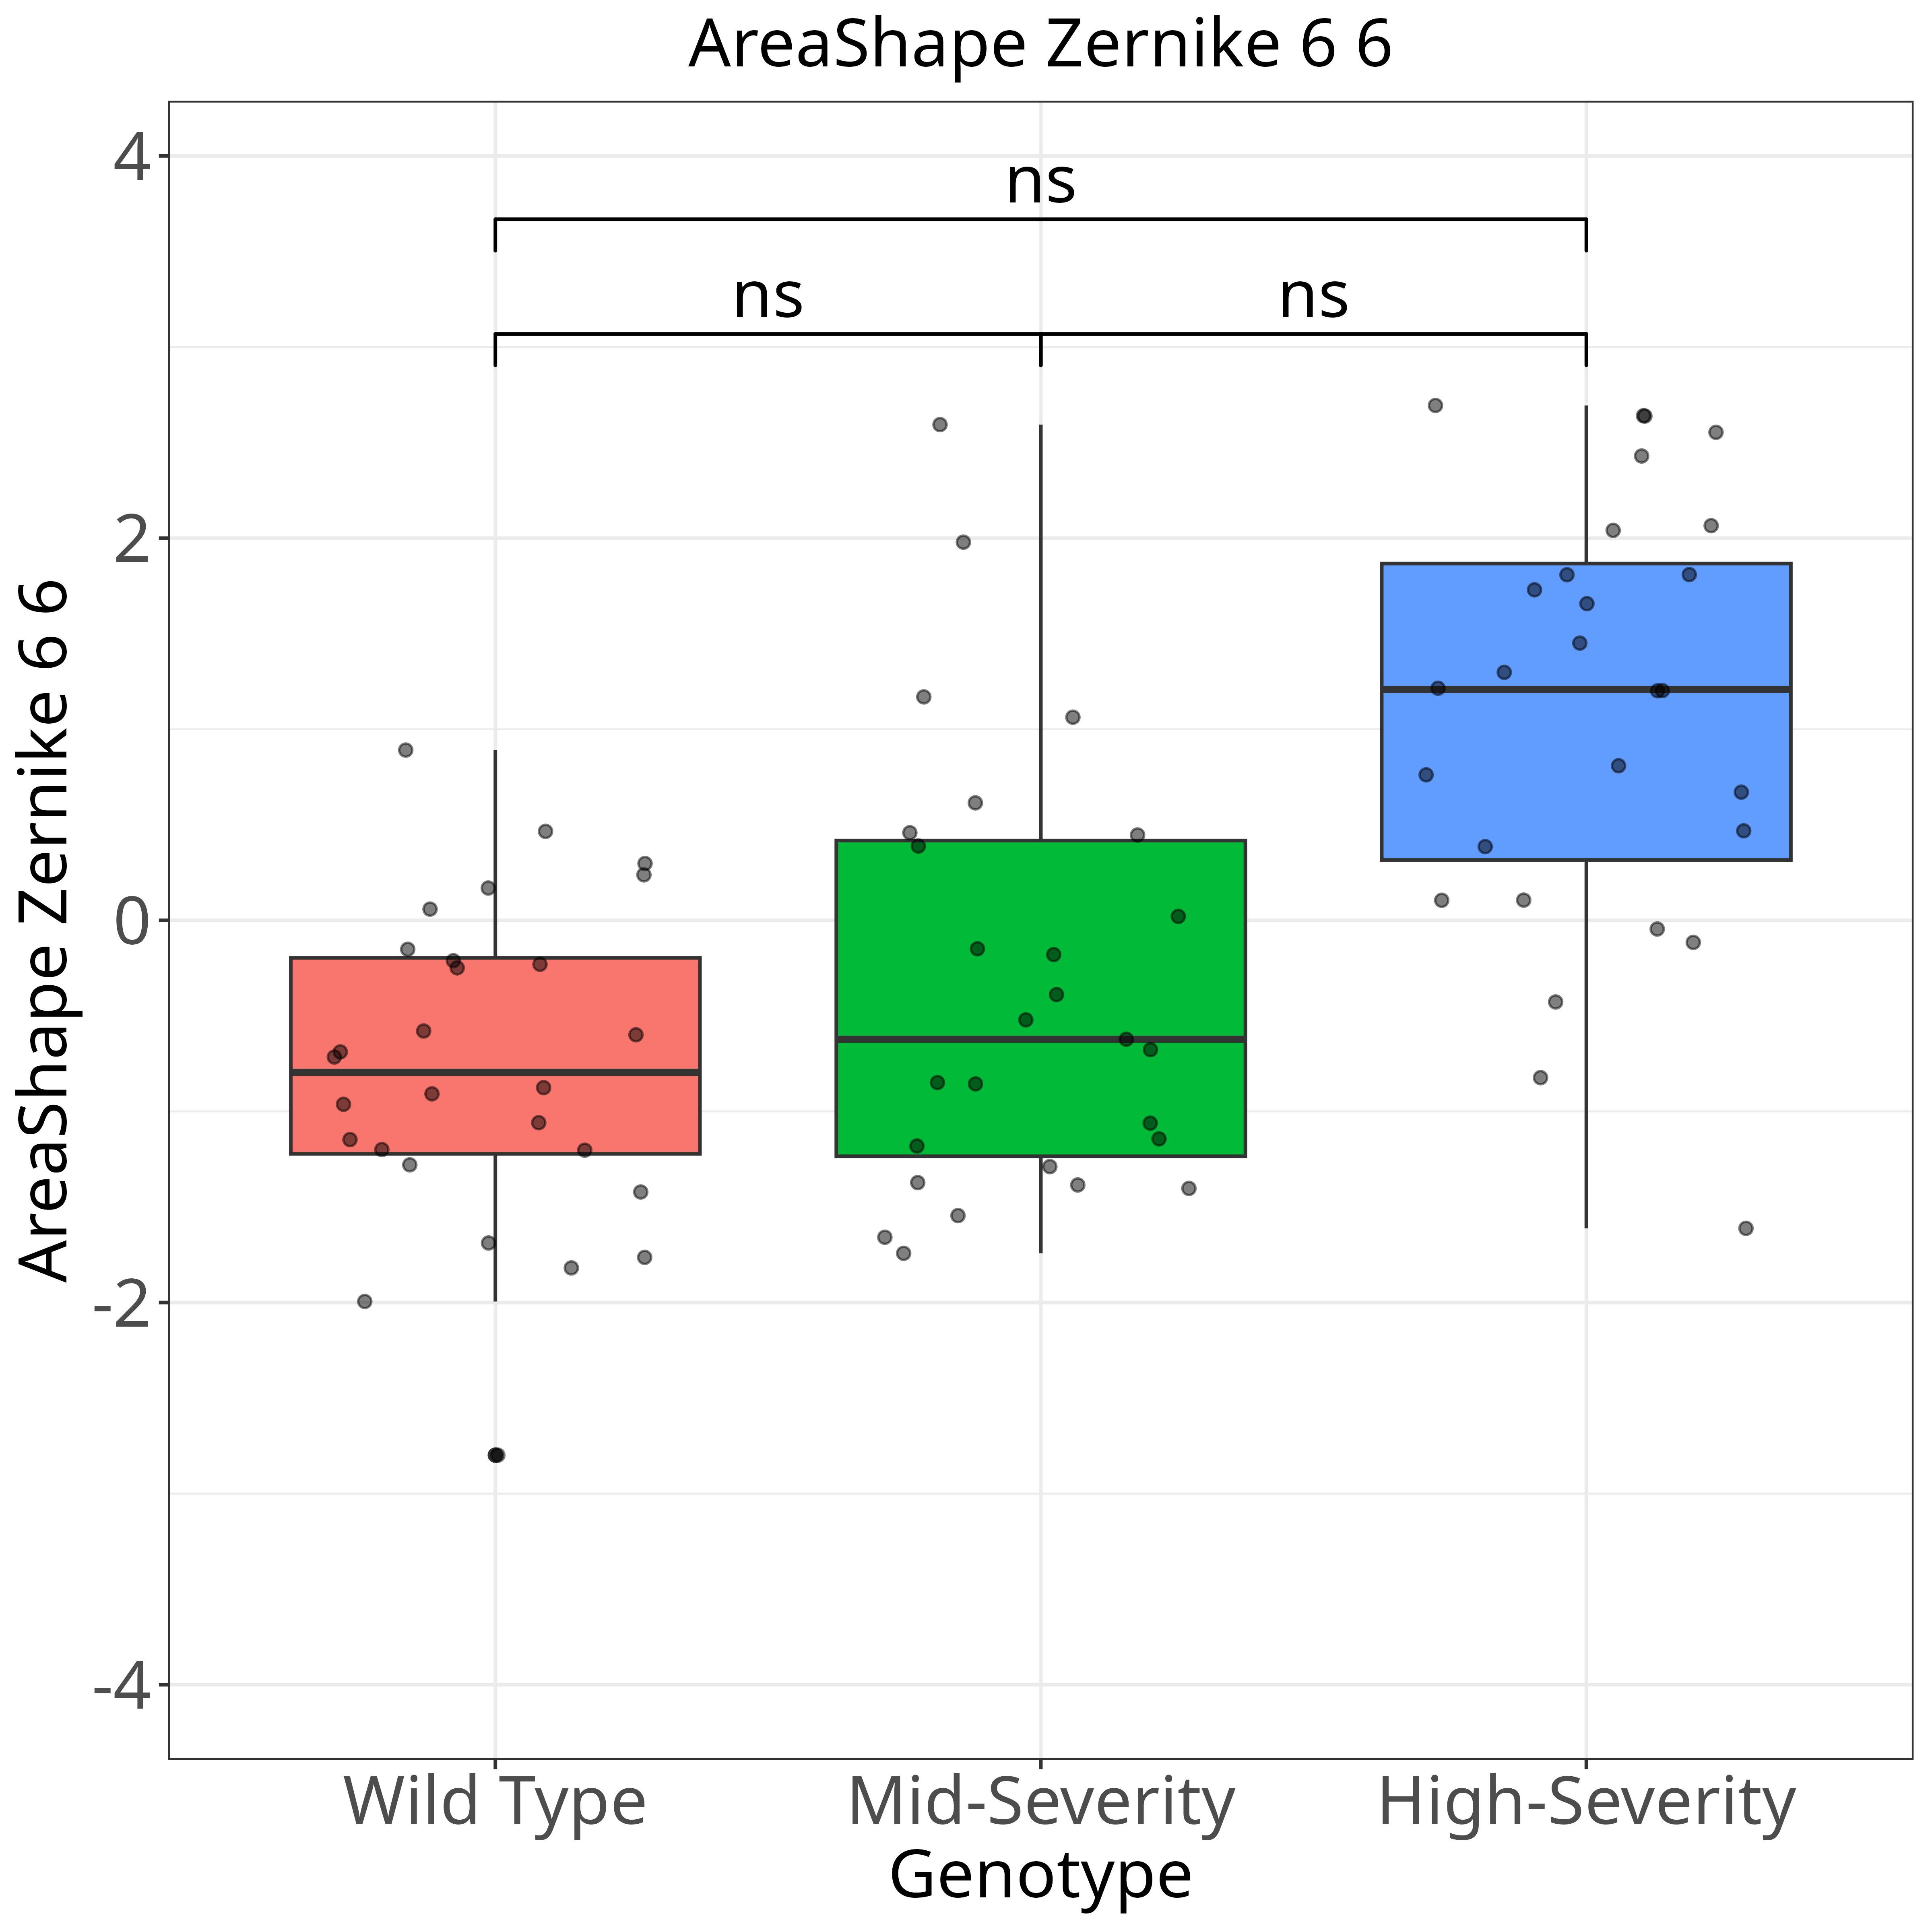 AreaShape Zernike 6 6
4
2
0
-2
-4
AreaShape Zernike 6 6
ns
ns
ns
Wild Type
Mid-Severity
High-Severity
Genotype